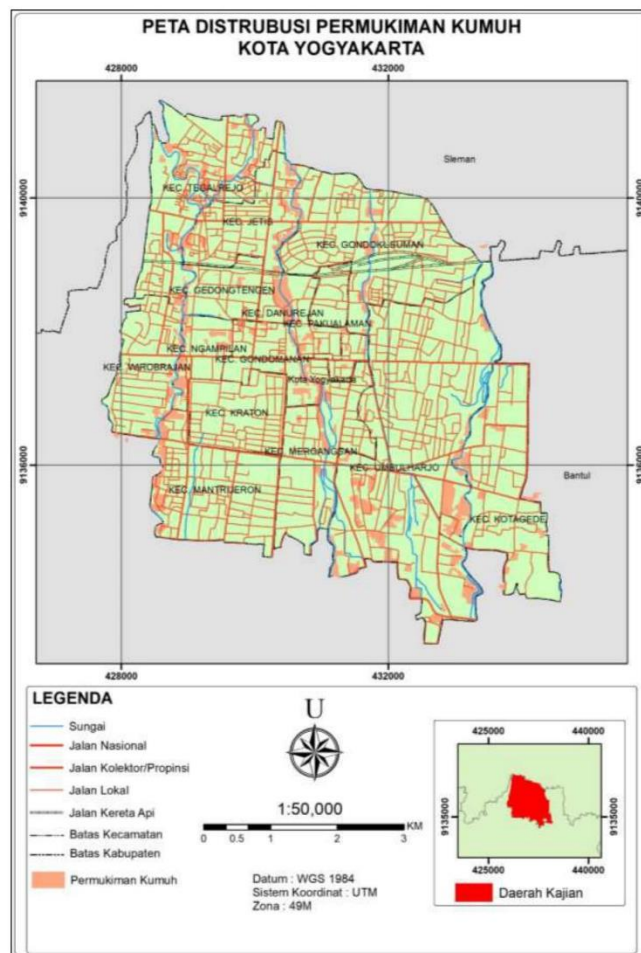 PETA DISTRUBUSI PERMUKIMAN KUMUH
KOTA YOGYAKARTA
428000
432000
Sleman
9140000
9140000
KEC. TEGALREJO
KEC. JETIS
KEC. GONDOKUSUMAN
KEC. GEDONGTENGEN
KEC. DANUREJAN
KEC. PAKUALAMAN
KEC. NGAMPILAN
KEC. GONDOMANAN
KEC. WIROBRAJAN
Kota Yogyakarta
KEC. KRATON
KEC. MERGANGSAN
9136000
KEC. UMBULHARJO
9136000
Bantul
KEC. MANTRIJERON
KEC. KOTAGEDE
428000
432000
LEGENDA
Sungai
Jalan Nasional
Jalan Kolektor/Propinsi
Jalan Lokal
Jalan Kereta Api
Batas Kecamatan
Batas Kabupaten
Permukiman Kumuh
U
1:50,000
KM
0 0.5 1 2 3
Datum : WGS 1984
Sistem Koordinat : UTM
Zona : 49M
425000
440000
9135000
9135000
425000
440000
Daerah Kajian